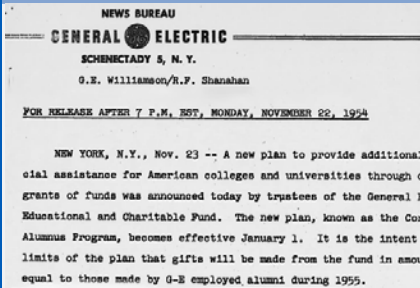 NEWS BUREAU
GENERAL ELECTRIC
SCHENECTADY 5, N. Y.
G.E. Williamson/R.F. Shanahan
FOR RELEASE AFTER 7 P.M, EST, MONDAY, NOVEMBER 22, 1954
NEW YORK, N.Y., Nov. 23 -- A new plan to provide additional
cial assistance for American colleges and universities through
grants of funds was announced today by trustees of the General
Educational and Charitable Fund. The new plan, known as the
Alumnus Program, becomes effective January 1. It is the intent
limits of the plan that gifts will be made from the fund in
equal to those made by G-E employed alumni during 1955.